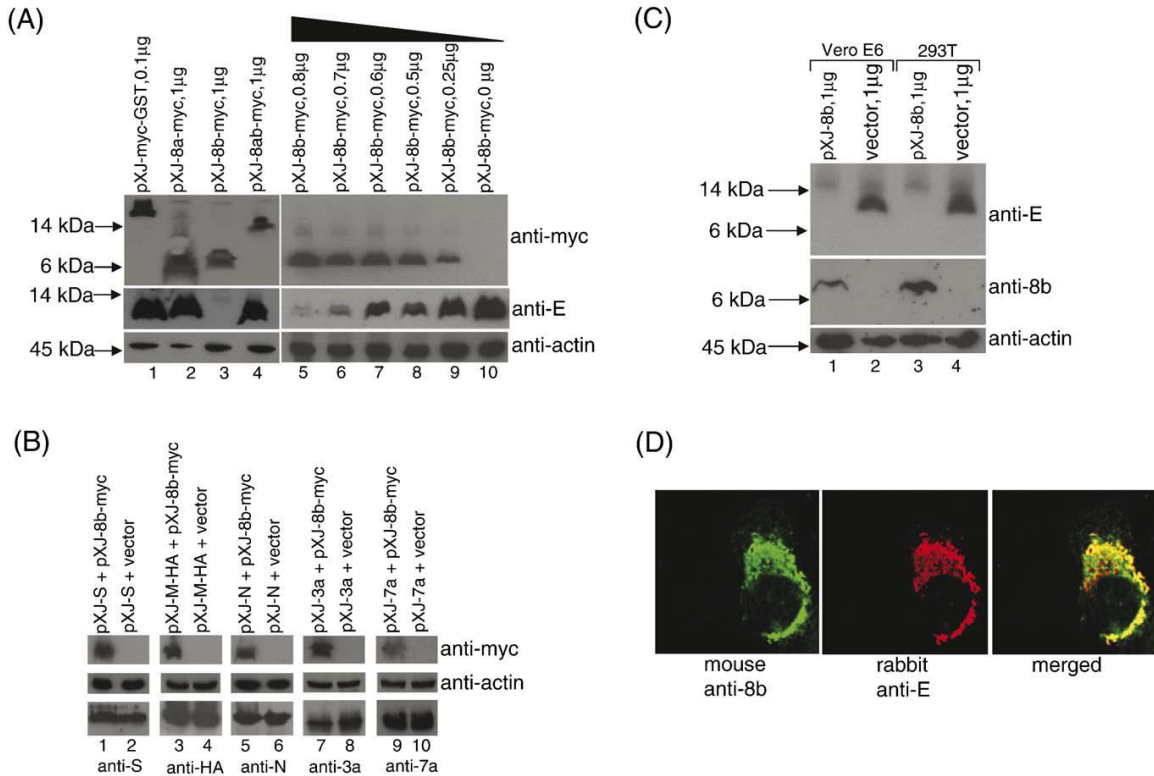 (A)
pXJ-myc-GST,0.1µg
pXJ-8a-myc,1µg
pXJ-8b-myc,1µg
pXJ-8ab-myc,1µg
pXJ-8b-myc,0.8µg
pXJ-8b-myc,0.7µg
pXJ-8b-myc,0.6µg
pXJ-8b-myc,0.5µg
pXJ-8b-myc,0.25µg
pXJ-8b-myc,0 µg
14 kDa
6 kDa
anti-myc
14 kDa
anti-E
45 kDa
anti-actin
1 2 3 4 5 6 7 8 9 10
(C)
Vero E6 293T
pXJ-8b,1µg
vector,1µg
pXJ-8b,1µg
vector,1µg
14 kDa
6 kDa
anti-E
6 kDa
anti-8b
45 kDa
anti-actin
1 2 3 4
(B)
pXJ-S + pXJ-8b-myc
pXJ-S + vector
pXJ-M-HA + pXJ-8b-myc
pXJ-M-HA + vector
pXJ-N + pXJ-8b-myc
pXJ-N + vector
pXJ-3a + pXJ-8b-myc
pXJ-3a + vector
pXJ-7a + pXJ-8b-myc
pXJ-7a + vector
anti-myc
anti-actin
1 2 3 4 5 6 7 8 9 10
anti-S anti-HA anti-N anti-3a anti-7a
(D)
mouse
anti-8b
rabbit
anti-E
merged